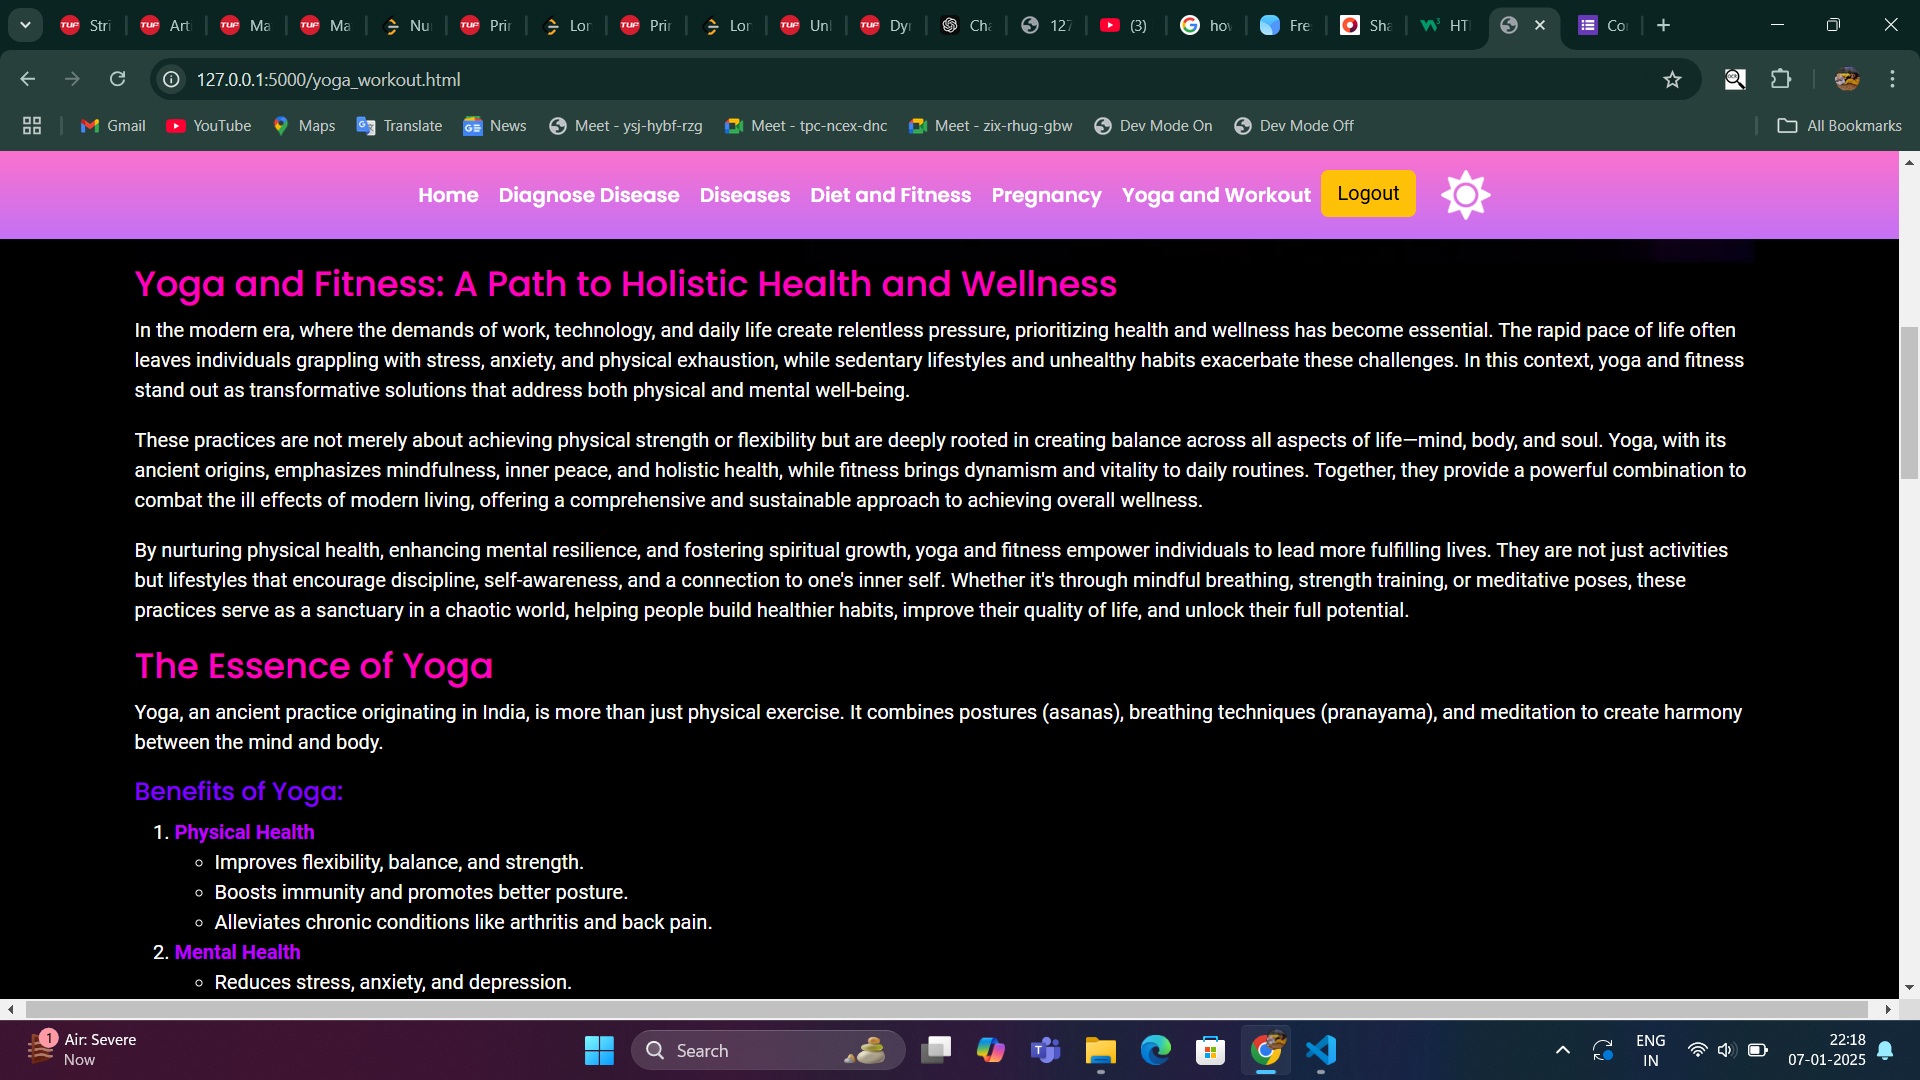 Stri
Arti
Ma
Ma
Nu
Prir
Lor
Prir
Lor
Unl
Dyr
Cha
127
(3)
hov
Fre
Sha
HT
Co
127.0.0.1:5000/yoga_workout.html
Gmail
YouTube
Maps
Translate
News
Meet - ysj-hybf-rzg
Meet - tpc-ncex-dnc
Meet - zix-rhug-gbw
Dev Mode On
Dev Mode Off
All Bookmarks
Home Diagnose Disease Diseases Diet and Fitness Pregnancy Yoga and Workout Logout
Yoga and Fitness: A Path to Holistic Health and Wellness
In the modern era, where the demands of work, technology, and daily life create relentless pressure, prioritizing health and wellness has become essential. The rapid pace of life often
leaves individuals grappling with stress, anxiety, and physical exhaustion, while sedentary lifestyles and unhealthy habits exacerbate these challenges. In this context, yoga and fitness
stand out as transformative solutions that address both physical and mental well-being.
These practices are not merely about achieving physical strength or flexibility but are deeply rooted in creating balance across all aspects of life—mind, body, and soul. Yoga, with its
ancient origins, emphasizes mindfulness, inner peace, and holistic health, while fitness brings dynamism and vitality to daily routines. Together, they provide a powerful combination to
combat the ill effects of modern living, offering a comprehensive and sustainable approach to achieving overall wellness.
By nurturing physical health, enhancing mental resilience, and fostering spiritual growth, yoga and fitness empower individuals to lead more fulfilling lives. They are not just activities
but lifestyles that encourage discipline, self-awareness, and a connection to one's inner self. Whether it's through mindful breathing, strength training, or meditative poses, these
practices serve as a sanctuary in a chaotic world, helping people build healthier habits, improve their quality of life, and unlock their full potential.
The Essence of Yoga
Yoga, an ancient practice originating in India, is more than just physical exercise. It combines postures (asanas), breathing techniques (pranayama), and meditation to create harmony
between the mind and body.
Benefits of Yoga:
1. Physical Health
Improves flexibility, balance, and strength.
Boosts immunity and promotes better posture.
Alleviates chronic conditions like arthritis and back pain.
2. Mental Health
Reduces stress, anxiety, and depression.
1
Air: Severe
Now
Search
ENG
IN
22:18
07-01-2025